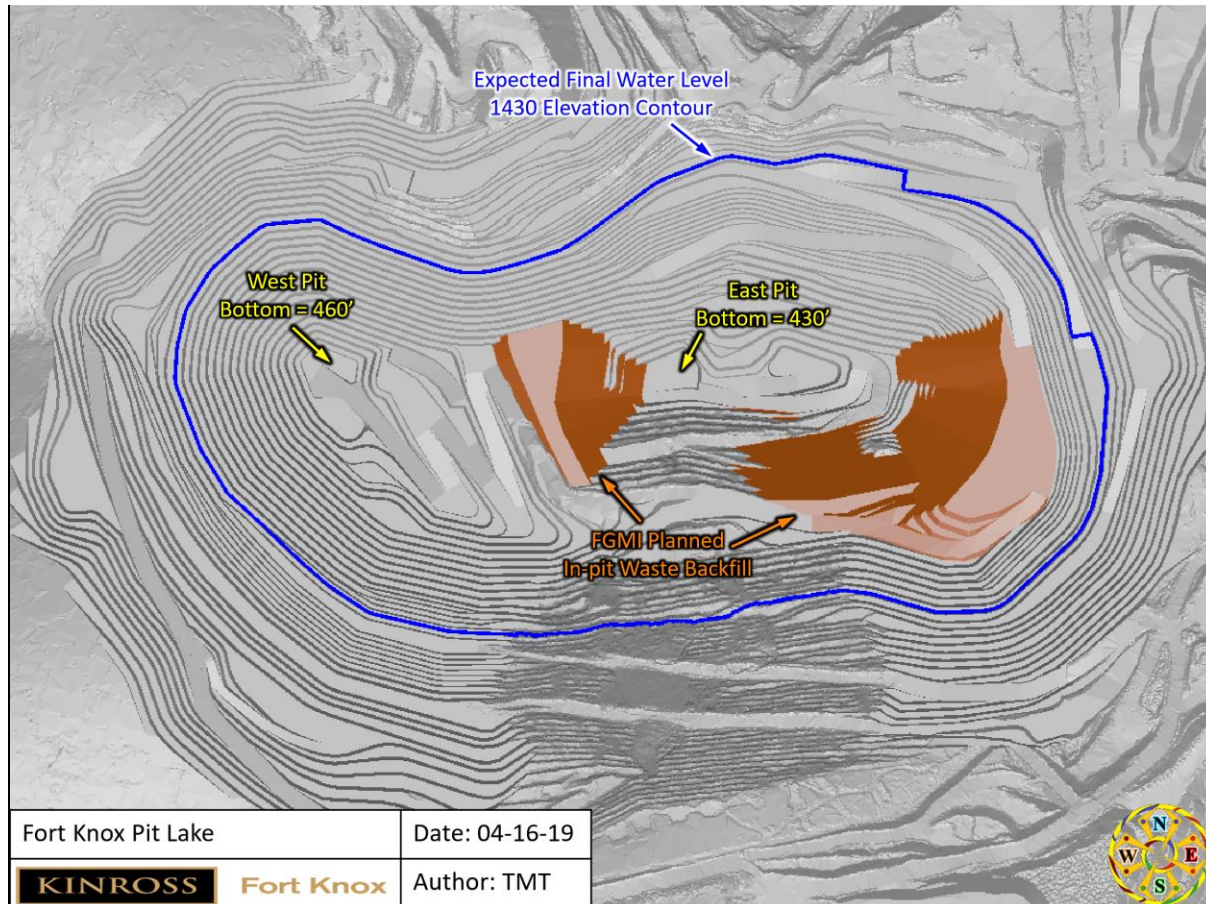 Expected Final Water Level
1430 Elevation Contour
West Pit
Bottom = 460’
East Pit
Bottom = 430’
FGMI Planned
In-pit Waste Backfill
Fort Knox Pit Lake
Date: 04-16-19
KINROSS Fort Knox
Author: TMT
N
W E
S